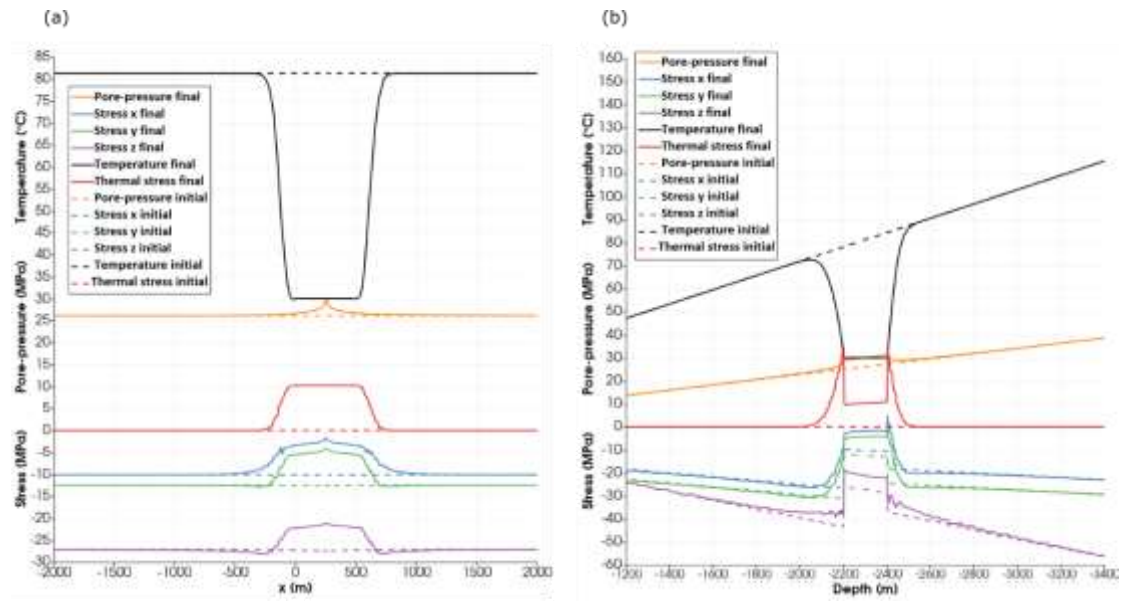 (a)
85
80
75
70
65
60
55
50
45
40
35
30
25
20
15
10
5
0
-5
-10
-15
-20
-25
-30
Temperature (°C)
Pore-pressure (MPa)
Stress (MPa)
Pore-pressure final
Stress x final
Stress y final
Stress z final
Temperature final
Thermal stress final
Pore-pressure initial
Stress x initial
Stress y initial
Stress z initial
Temperature initial
Thermal stress initial
-2000 -1500 -1000 -500 0 500 1000 1500 2000
x (m)
(b)
160
150
140
130
120
110
100
90
80
70
60
50
40
30
20
10
0
-10
-20
-30
-40
-50
-60
Temperature (°C)
Pore-pressure (MPa)
Stress (MPa)
Pore-pressure final
Stress x final
Stress y final
Stress z final
Temperature final
Thermal stress final
Pore-pressure initial
Stress x initial
Stress y initial
Stress z initial
Temperature initial
Thermal stress initial
-1200 -1400 -1600 -1800 -2000 -2200 -2400 -2600 -2800 -3000 -3200 -3400
Depth (m)